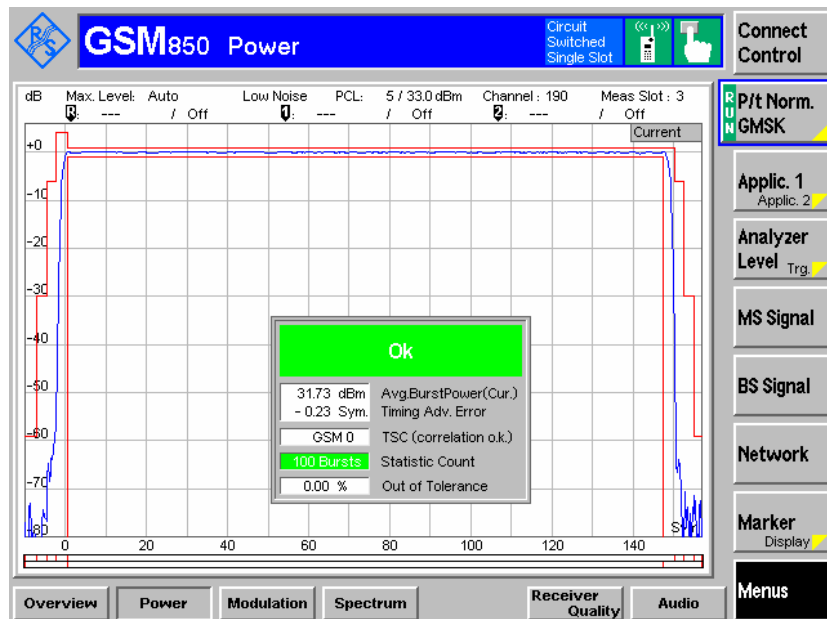 R&S
GSM850 Power
Circuit Switched Single Slot
Connect Control
dB Max. Level: Auto Low Noise PCL: 5 / 33.0 dBm Channel : 190 Meas Slot : 3
R: --- / Off 1: --- / Off 2: --- / Off
Current
RUN
P/t Norm. GMSK
Applic. 1
Applic. 2
Analyzer Level Trg.
MS Signal
BS Signal
Network
Marker
Display
Menus
+0
-10
-20
-30
-40
-50
-60
-70
-80
Ok
31.73 dBm Avg.BurstPower(Cur.)
- 0.23 Sym. Timing Adv. Error
GSM 0 TSC (correlation o.k.)
100 Bursts Statistic Count
0.00 % Out of Tolerance
0 20 40 60 80 100 120 140
Overview Power Modulation Spectrum Receiver Quality Audio